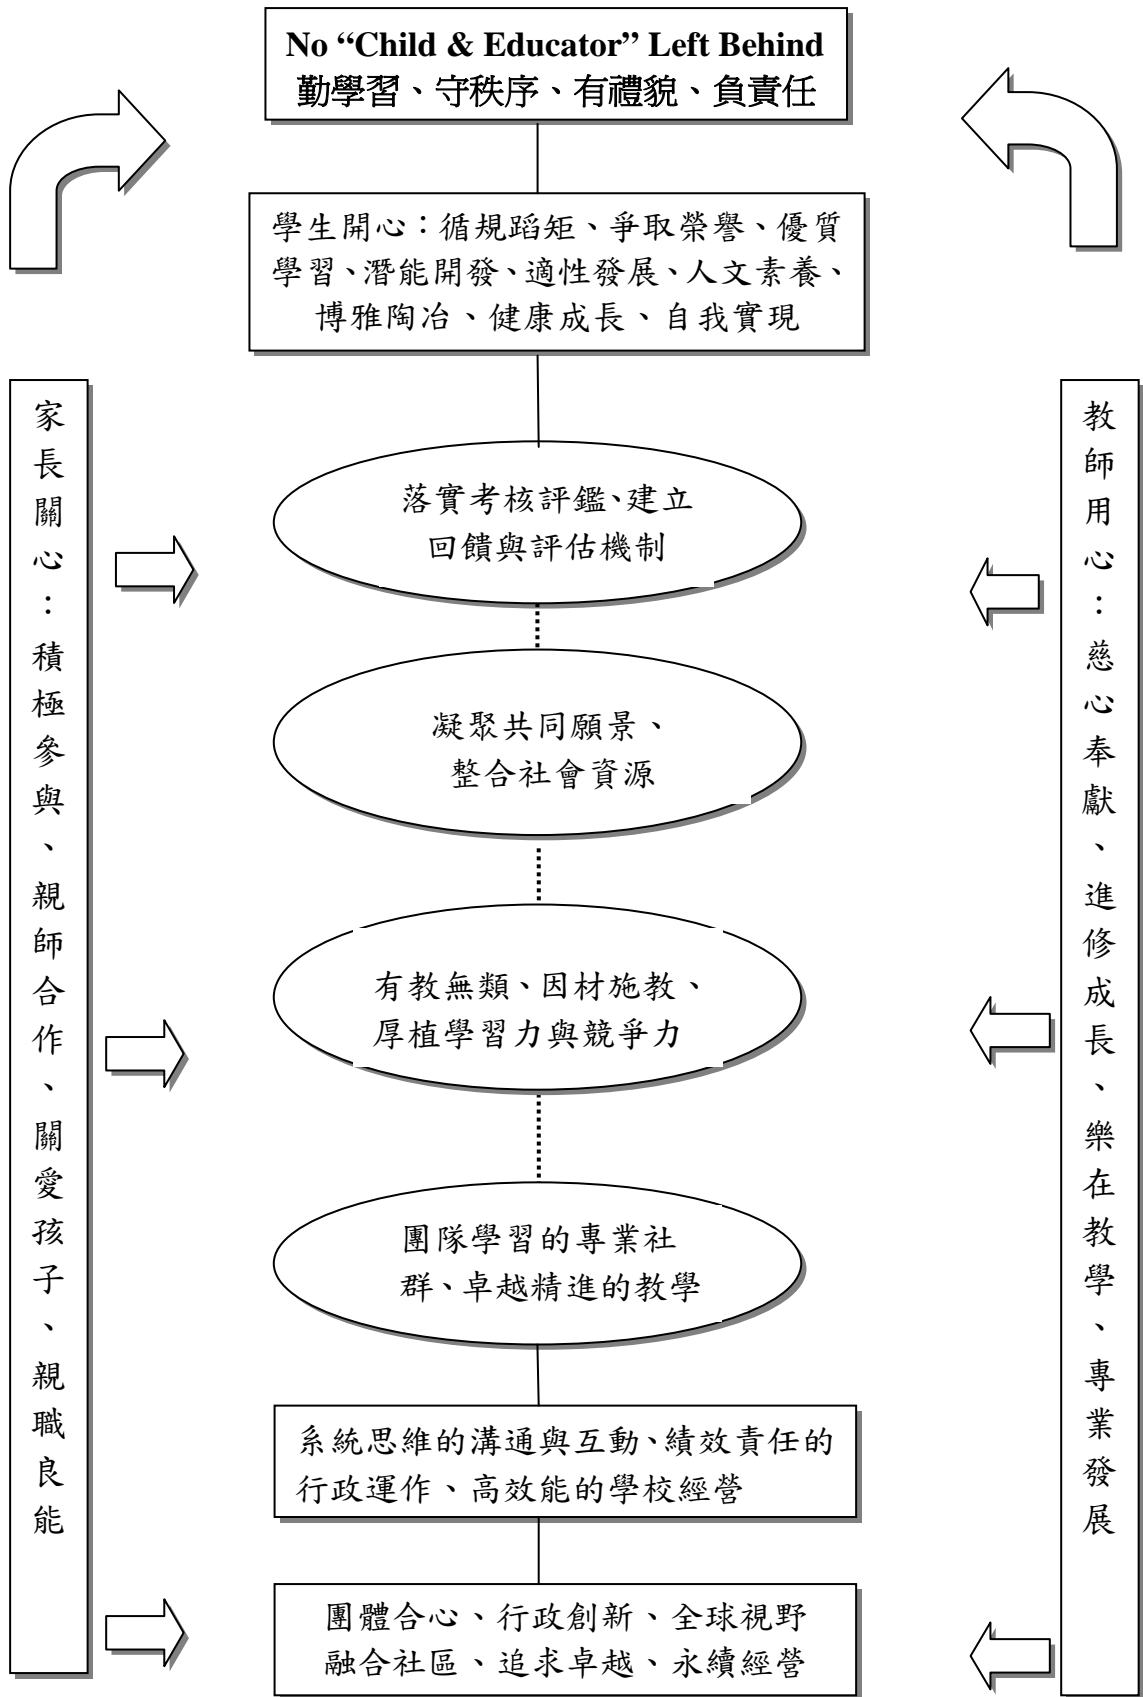 No “Child & Educator” Left Behind
勤學習、守秩序、有禮貌、負責任
學生開心：循規蹈矩、爭取榮譽、優質
學習、潛能開發、適性發展、人文素養、
博雅陶冶、健康成長、自我實現
家長關心：積極參與、親師合作、關愛孩子、親職良能
落實考核評鑑、建立
回饋與評估機制
凝聚共同願景、
整合社會資源
有教無類、因材施教、
厚植學習力與競爭力
團隊學習的專業社
群、卓越精進的教學
系統思維的溝通與互動、績效責任的
行政運作、高效能的學校經營
團體合心、行政創新、全球視野
融合社區、追求卓越、永續經營
教師用心：慈心奉獻、進修成長、樂在教學、專業發展